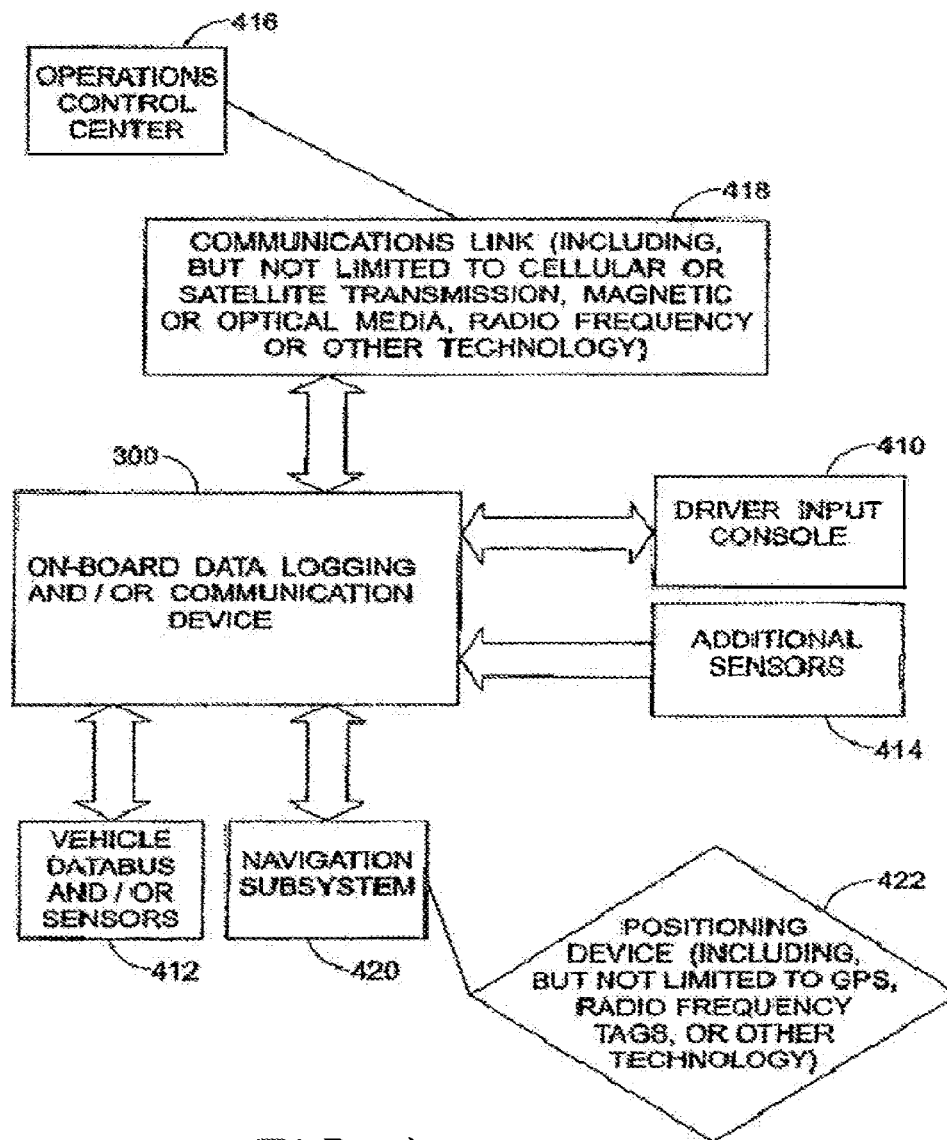 416
OPERATIONS
CONTROL
CENTER
418
COMMUNICATIONS LINK (INCLUDING,
BUT NOT LIMITED TO CELLULAR OR
SATELLITE TRANSMISSION, MAGNETIC
OR OPTICAL MEDIA, RADIO FREQUENCY
OR OTHER TECHNOLOGY)
300
ON-BOARD DATA LOGGING
AND / OR COMMUNICATION
DEVICE
410
DRIVER INPUT
CONSOLE
ADDITIONAL
SENSORS
414
VEHICLE
DATABUS
AND / OR
SENSORS
412
NAVIGATION
SUBSYSTEM
420
422
POSITIONING
DEVICE (INCLUDING,
BUT NOT LIMITED TO GPS,
RADIO FREQUENCY
TAGS, OR OTHER
TECHNOLOGY)